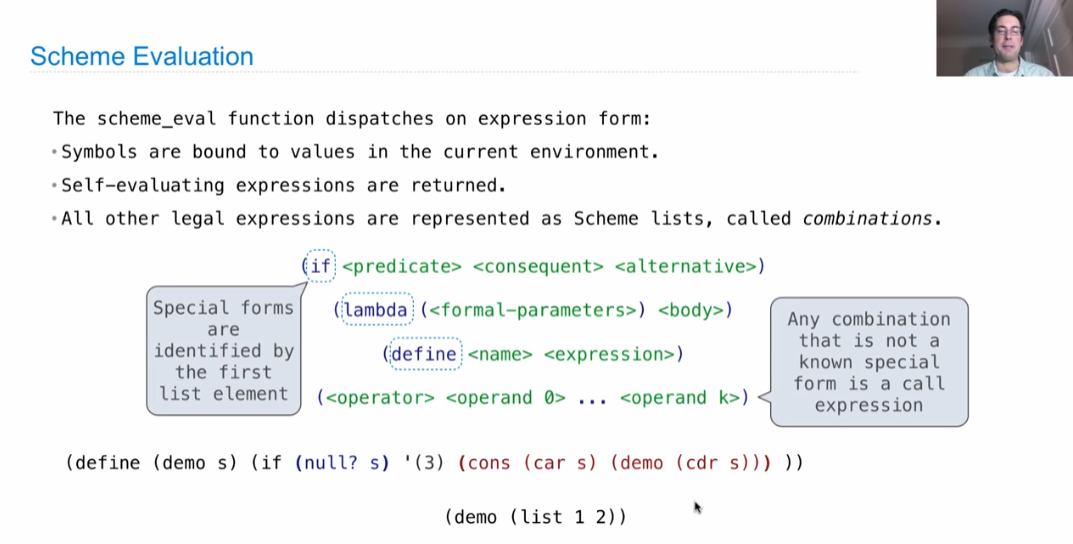 Scheme Evaluation
The scheme_eval function dispatches on expression form:
•Symbols are bound to values in the current environment.
•Self-evaluating expressions are returned.
•All other legal expressions are represented as Scheme lists, called combinations.
(if <predicate> <consequent> <alternative>)
(lambda (<formal-parameters>) <body>)
(define <name> <expression>)
(<operator> <operand 0> ... <operand k>)
Special forms
are
identified by
the first
list element
Any combination
that is not a
known special
form is a call
expression
(define (demo s) (if (null? s) '(3) (cons (car s) (demo (cdr s))) ))
(demo (list 1 2))